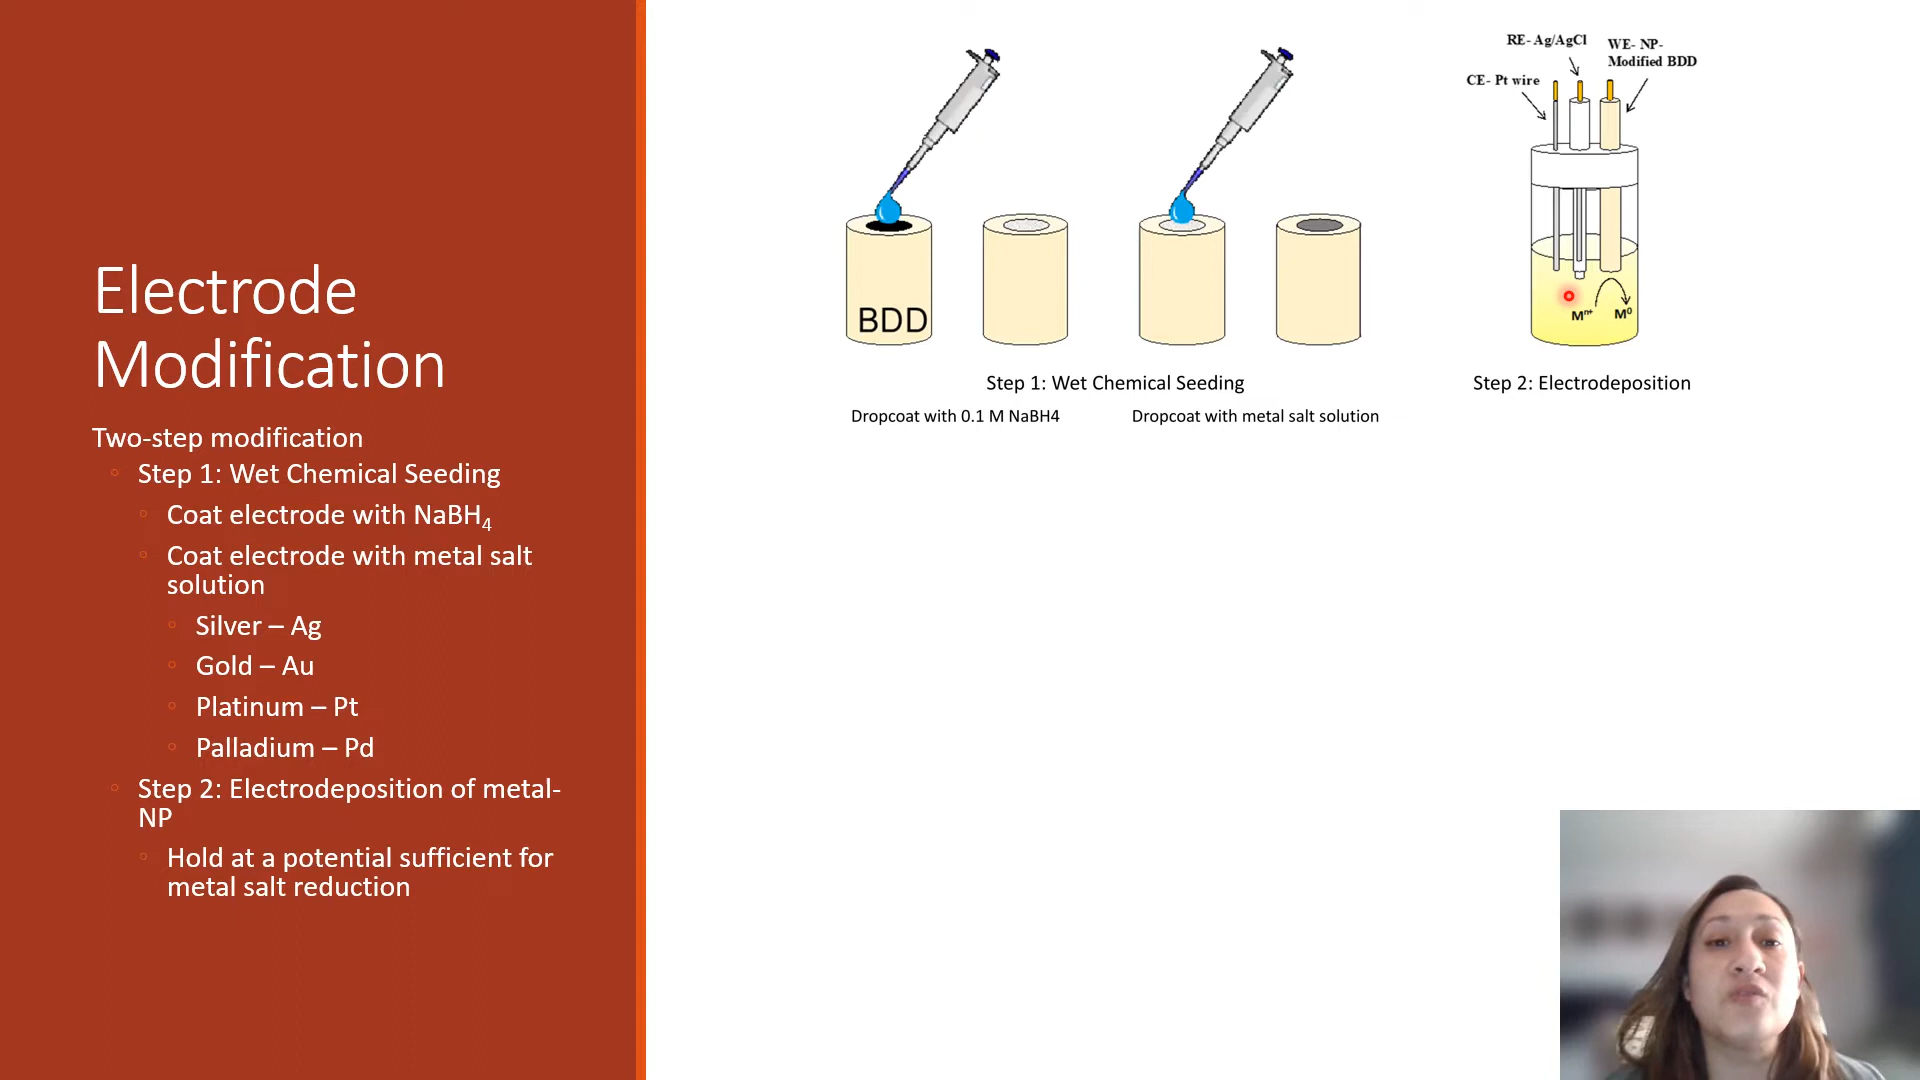 Electrode
Modification
Two-step modification
Step 1: Wet Chemical Seeding
Coat electrode with NaBH4
Coat electrode with metal salt
solution
Silver – Ag
Gold – Au
Platinum – Pt
Palladium – Pd
Step 2: Electrodeposition of metal-
NP
Hold at a potential sufficient for
metal salt reduction
BDD
Step 1: Wet Chemical Seeding
Dropcoat with 0.1 M NaBH4
Dropcoat with metal salt solution
RE- Ag/AgCl
WE- NP-
Modified BDD
CE- Pt wire
Mⁿ⁺
M⁰
Step 2: Electrodeposition